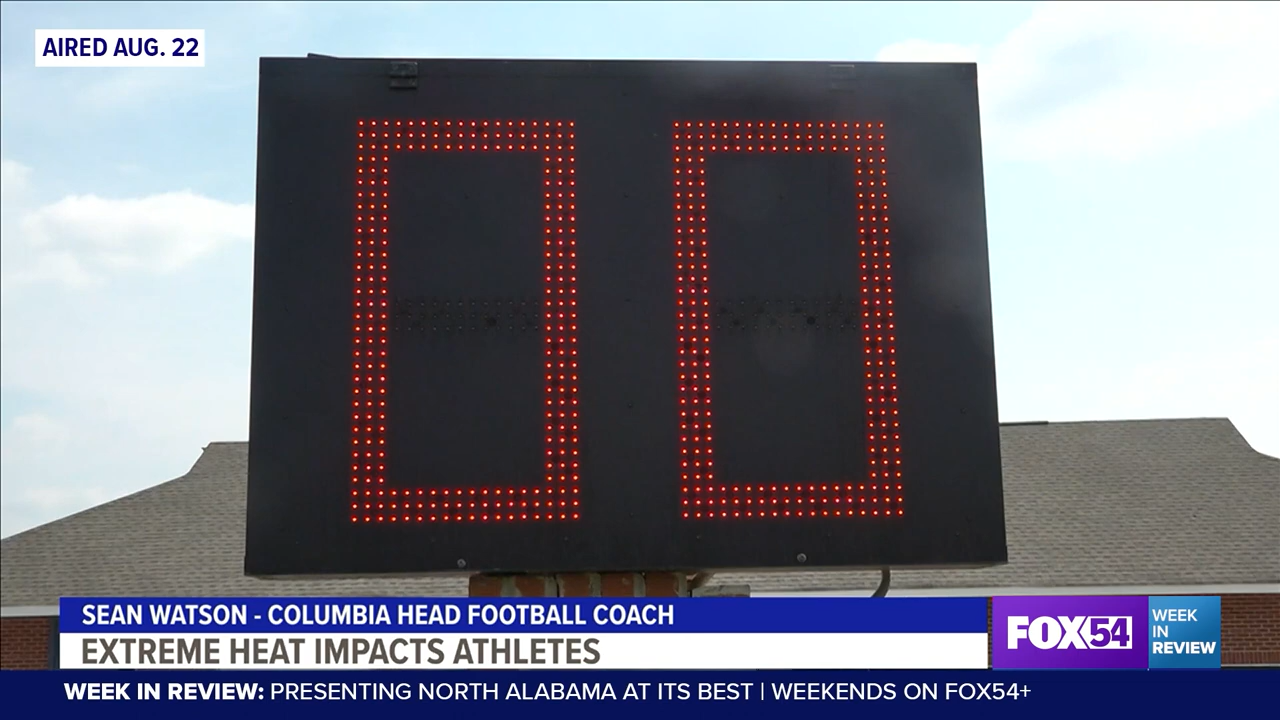 AIRED AUG. 22
00
SEAN WATSON - COLUMBIA HEAD FOOTBALL COACH
EXTREME HEAT IMPACTS ATHLETES
FOX54
WEEK
IN
REVIEW
WEEK IN REVIEW: PRESENTING NORTH ALABAMA AT ITS BEST | WEEKENDS ON FOX54+